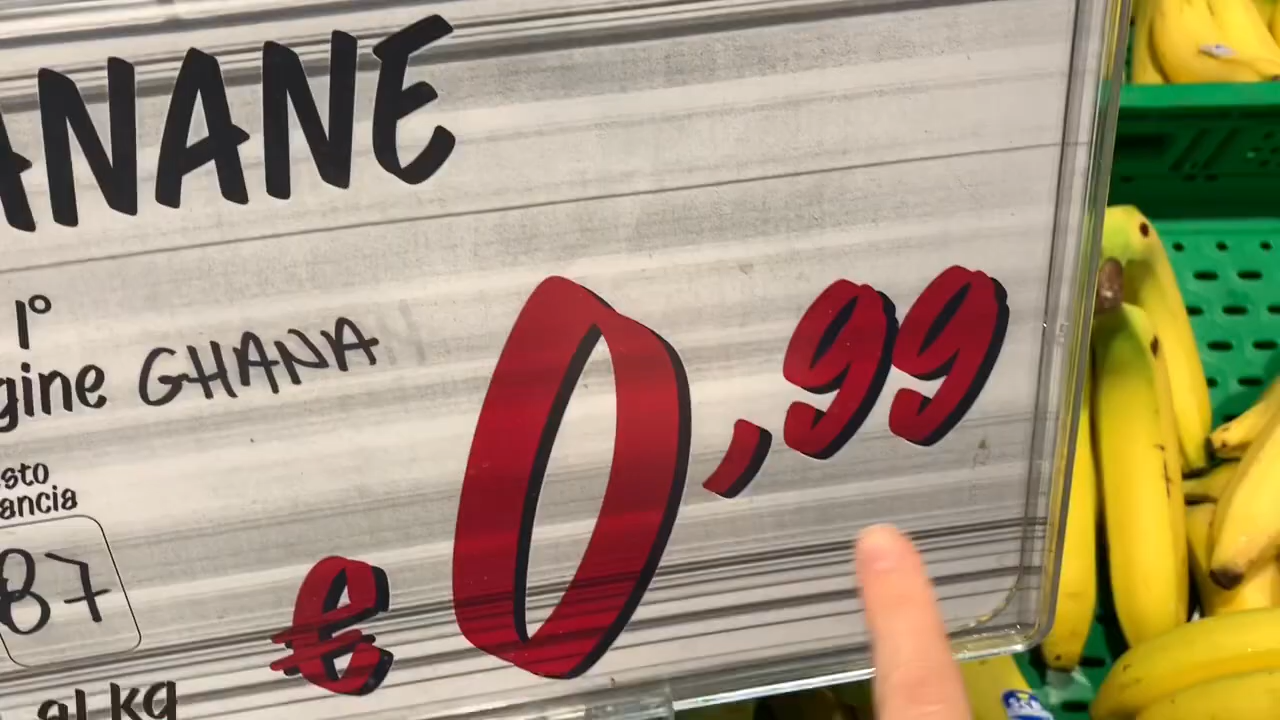 ANANE
1°
gine GHANA
sto
ancia
87
€ 0,99
al kg